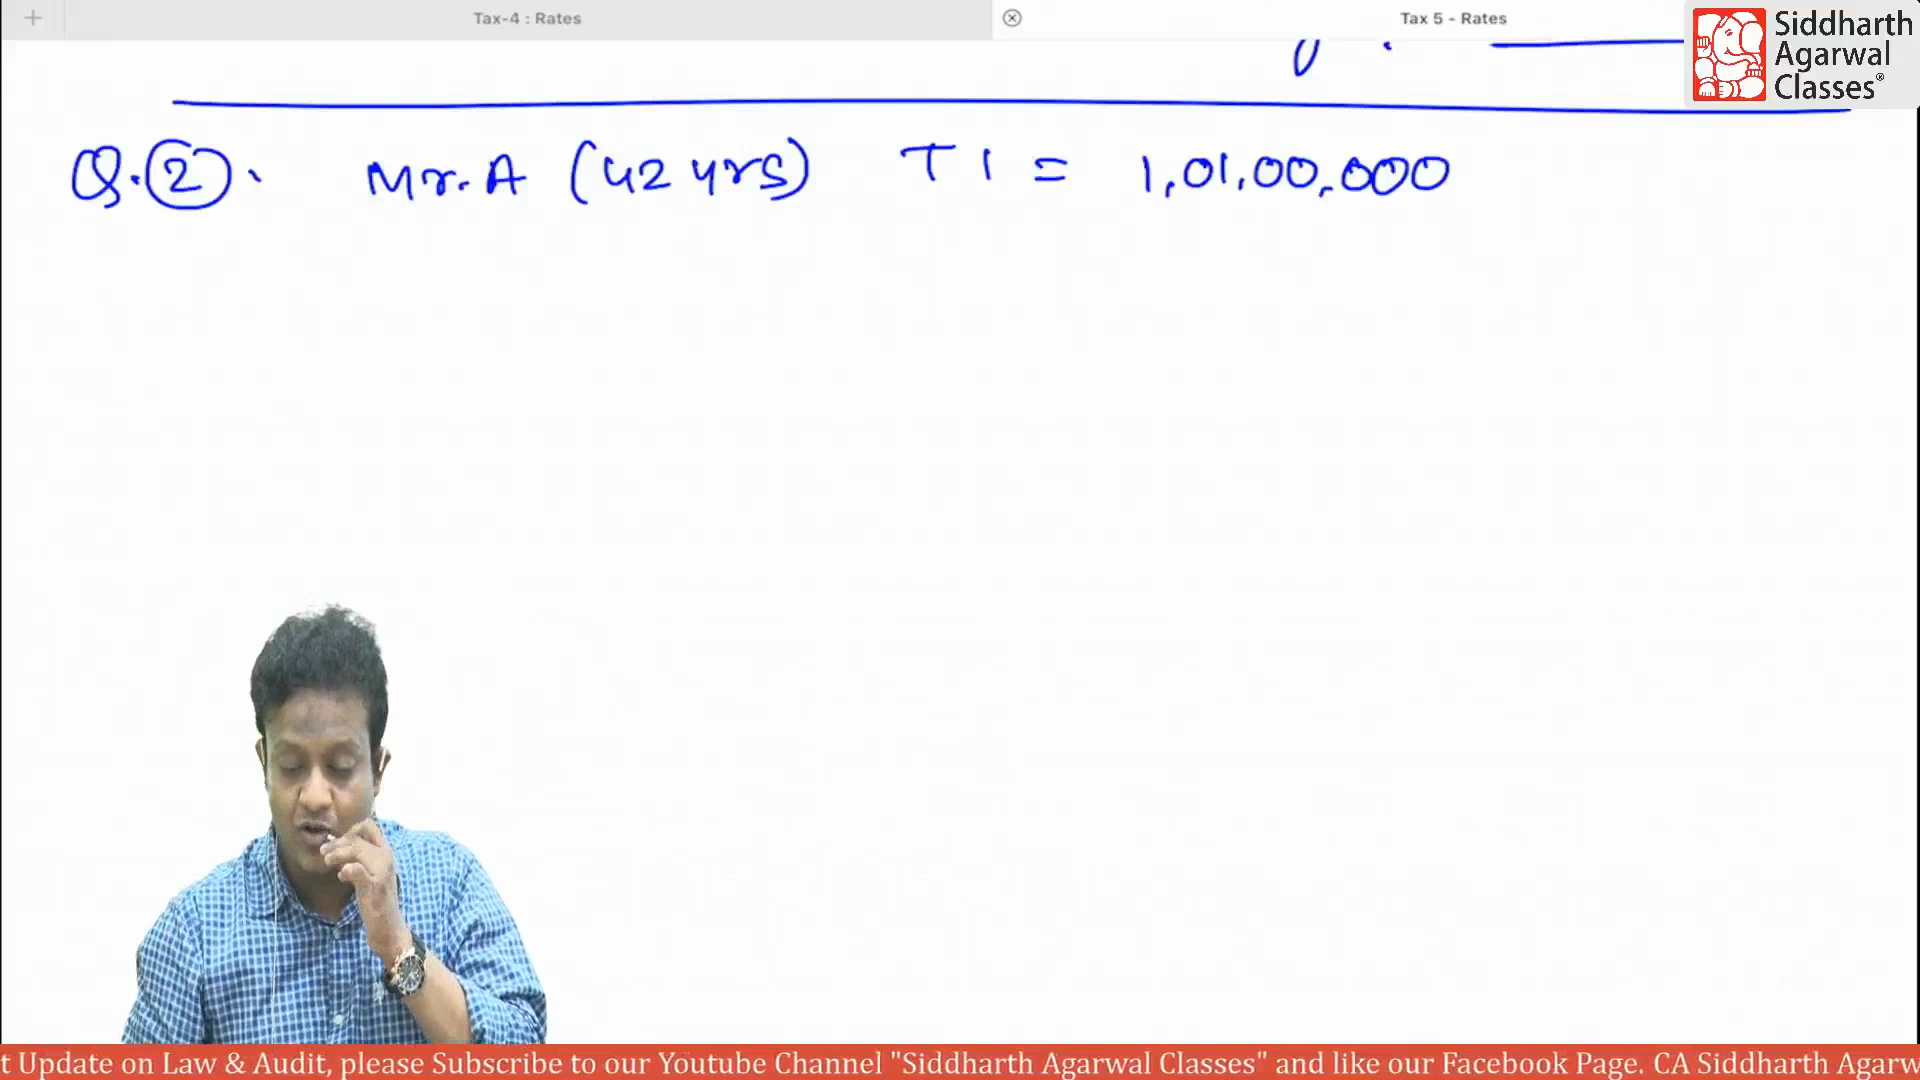 Tax-4 : Rates
Tax 5 - Rates
Siddharth
Agarwal
Classes®
Q.2. Mr. A (42 yrs) TI = 1,01,00,000
t Update on Law & Audit, please Subscribe to our Youtube Channel "Siddharth Agarwal Classes" and like our Facebook Page. CA Siddharth Agarw